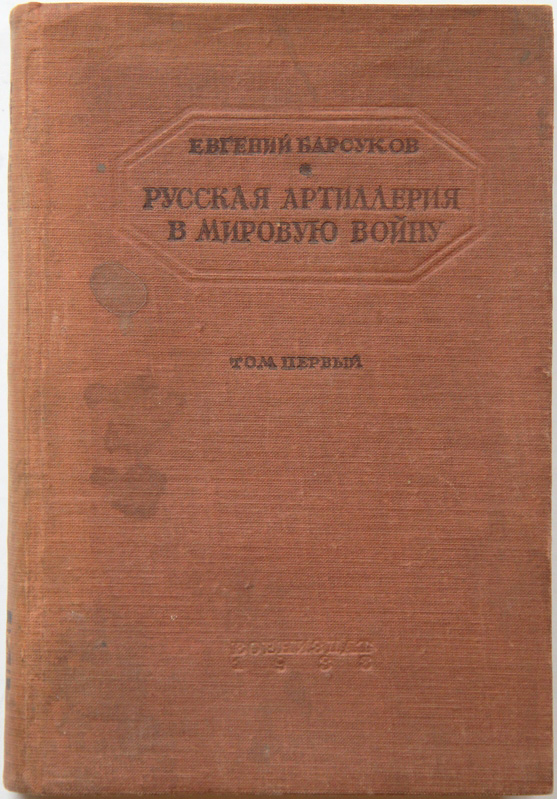 ЕВГЕНИЙ БАРСУКОВ
РУССКАЯ АРТИЛЛЕРИЯ
В МИРОВУЮ ВОЙНУ
ТОМ ПЕРВЫЙ
ВОЕНИЗДАТ
1938